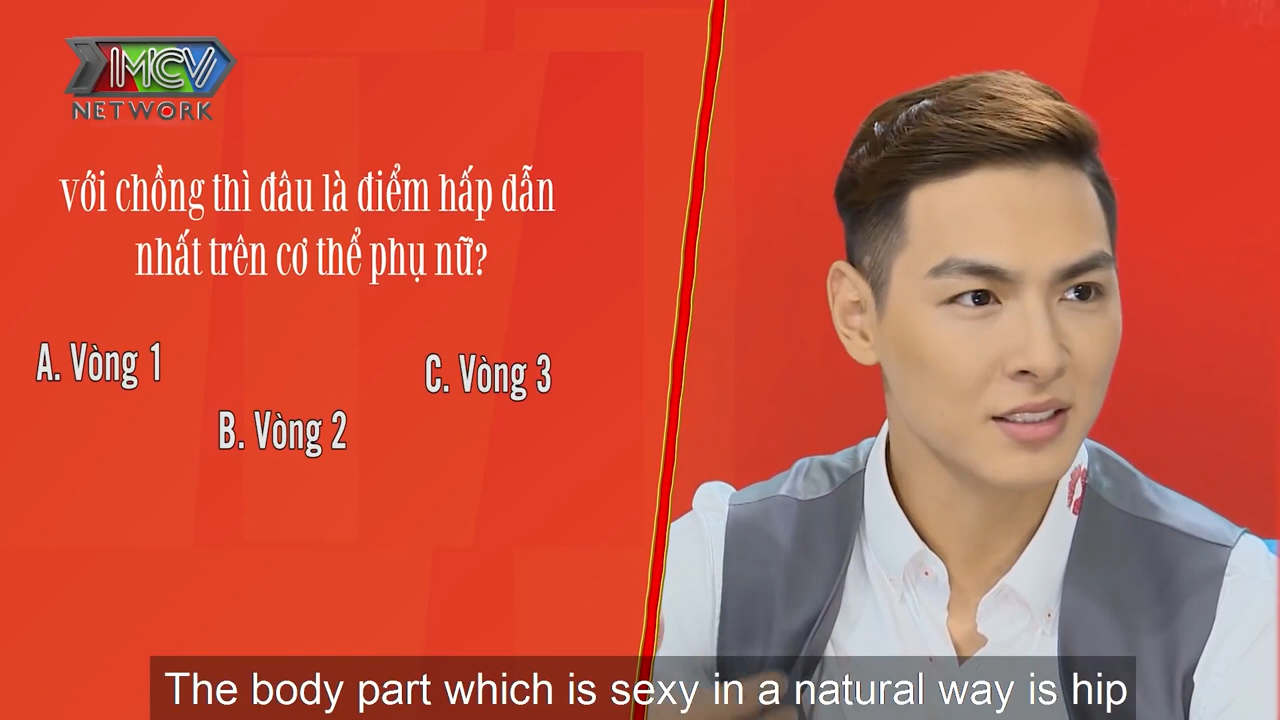 MCV
NETWORK
với chồng thì đâu là điểm hấp dẫn
nhất trên cơ thể phụ nữ?
A. Vòng 1
C. Vòng 3
B. Vòng 2
The body part which is sexy in a natural way is hip